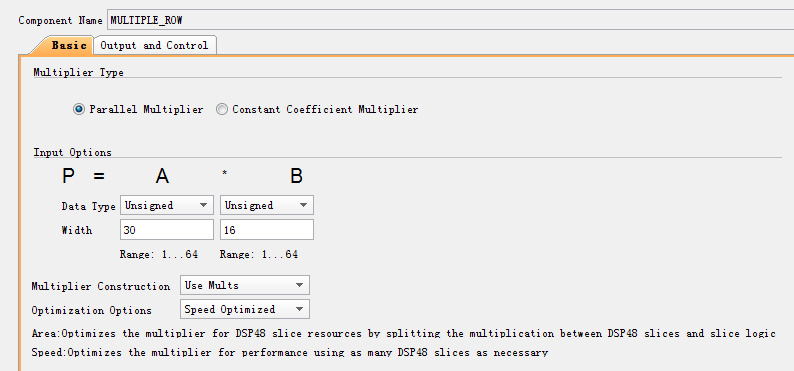 Component Name MULTIPLE_ROW
Basic Output and Control
Multiplier Type
Parallel Multiplier Constant Coefficient Multiplier
Input Options
P = A * B
Data Type Unsigned Unsigned
Width 30 16
Range: 1...64 Range: 1...64
Multiplier Construction Use Mults
Optimization Options Speed Optimized
Area:Optimizes the multiplier for DSP48 slice resources by splitting the multiplication between DSP48 slices and slice logic
Speed:Optimizes the multiplier for performance using as many DSP48 slices as necessary